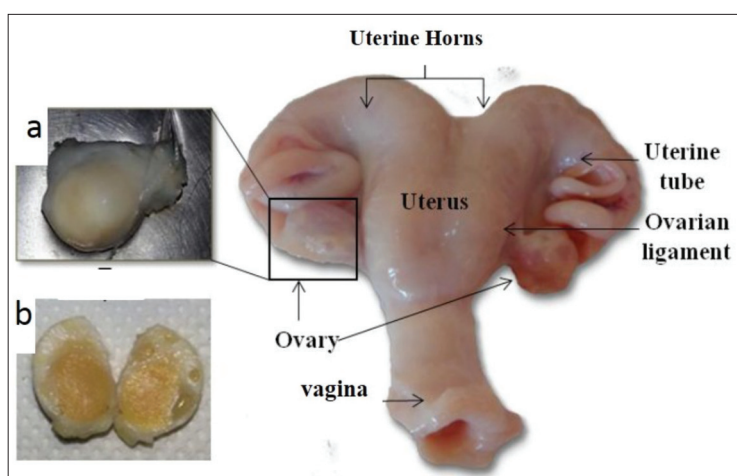 Uterine Horns
a
Uterine
tube
Uterus
Ovarian
ligament
b
Ovary
vagina